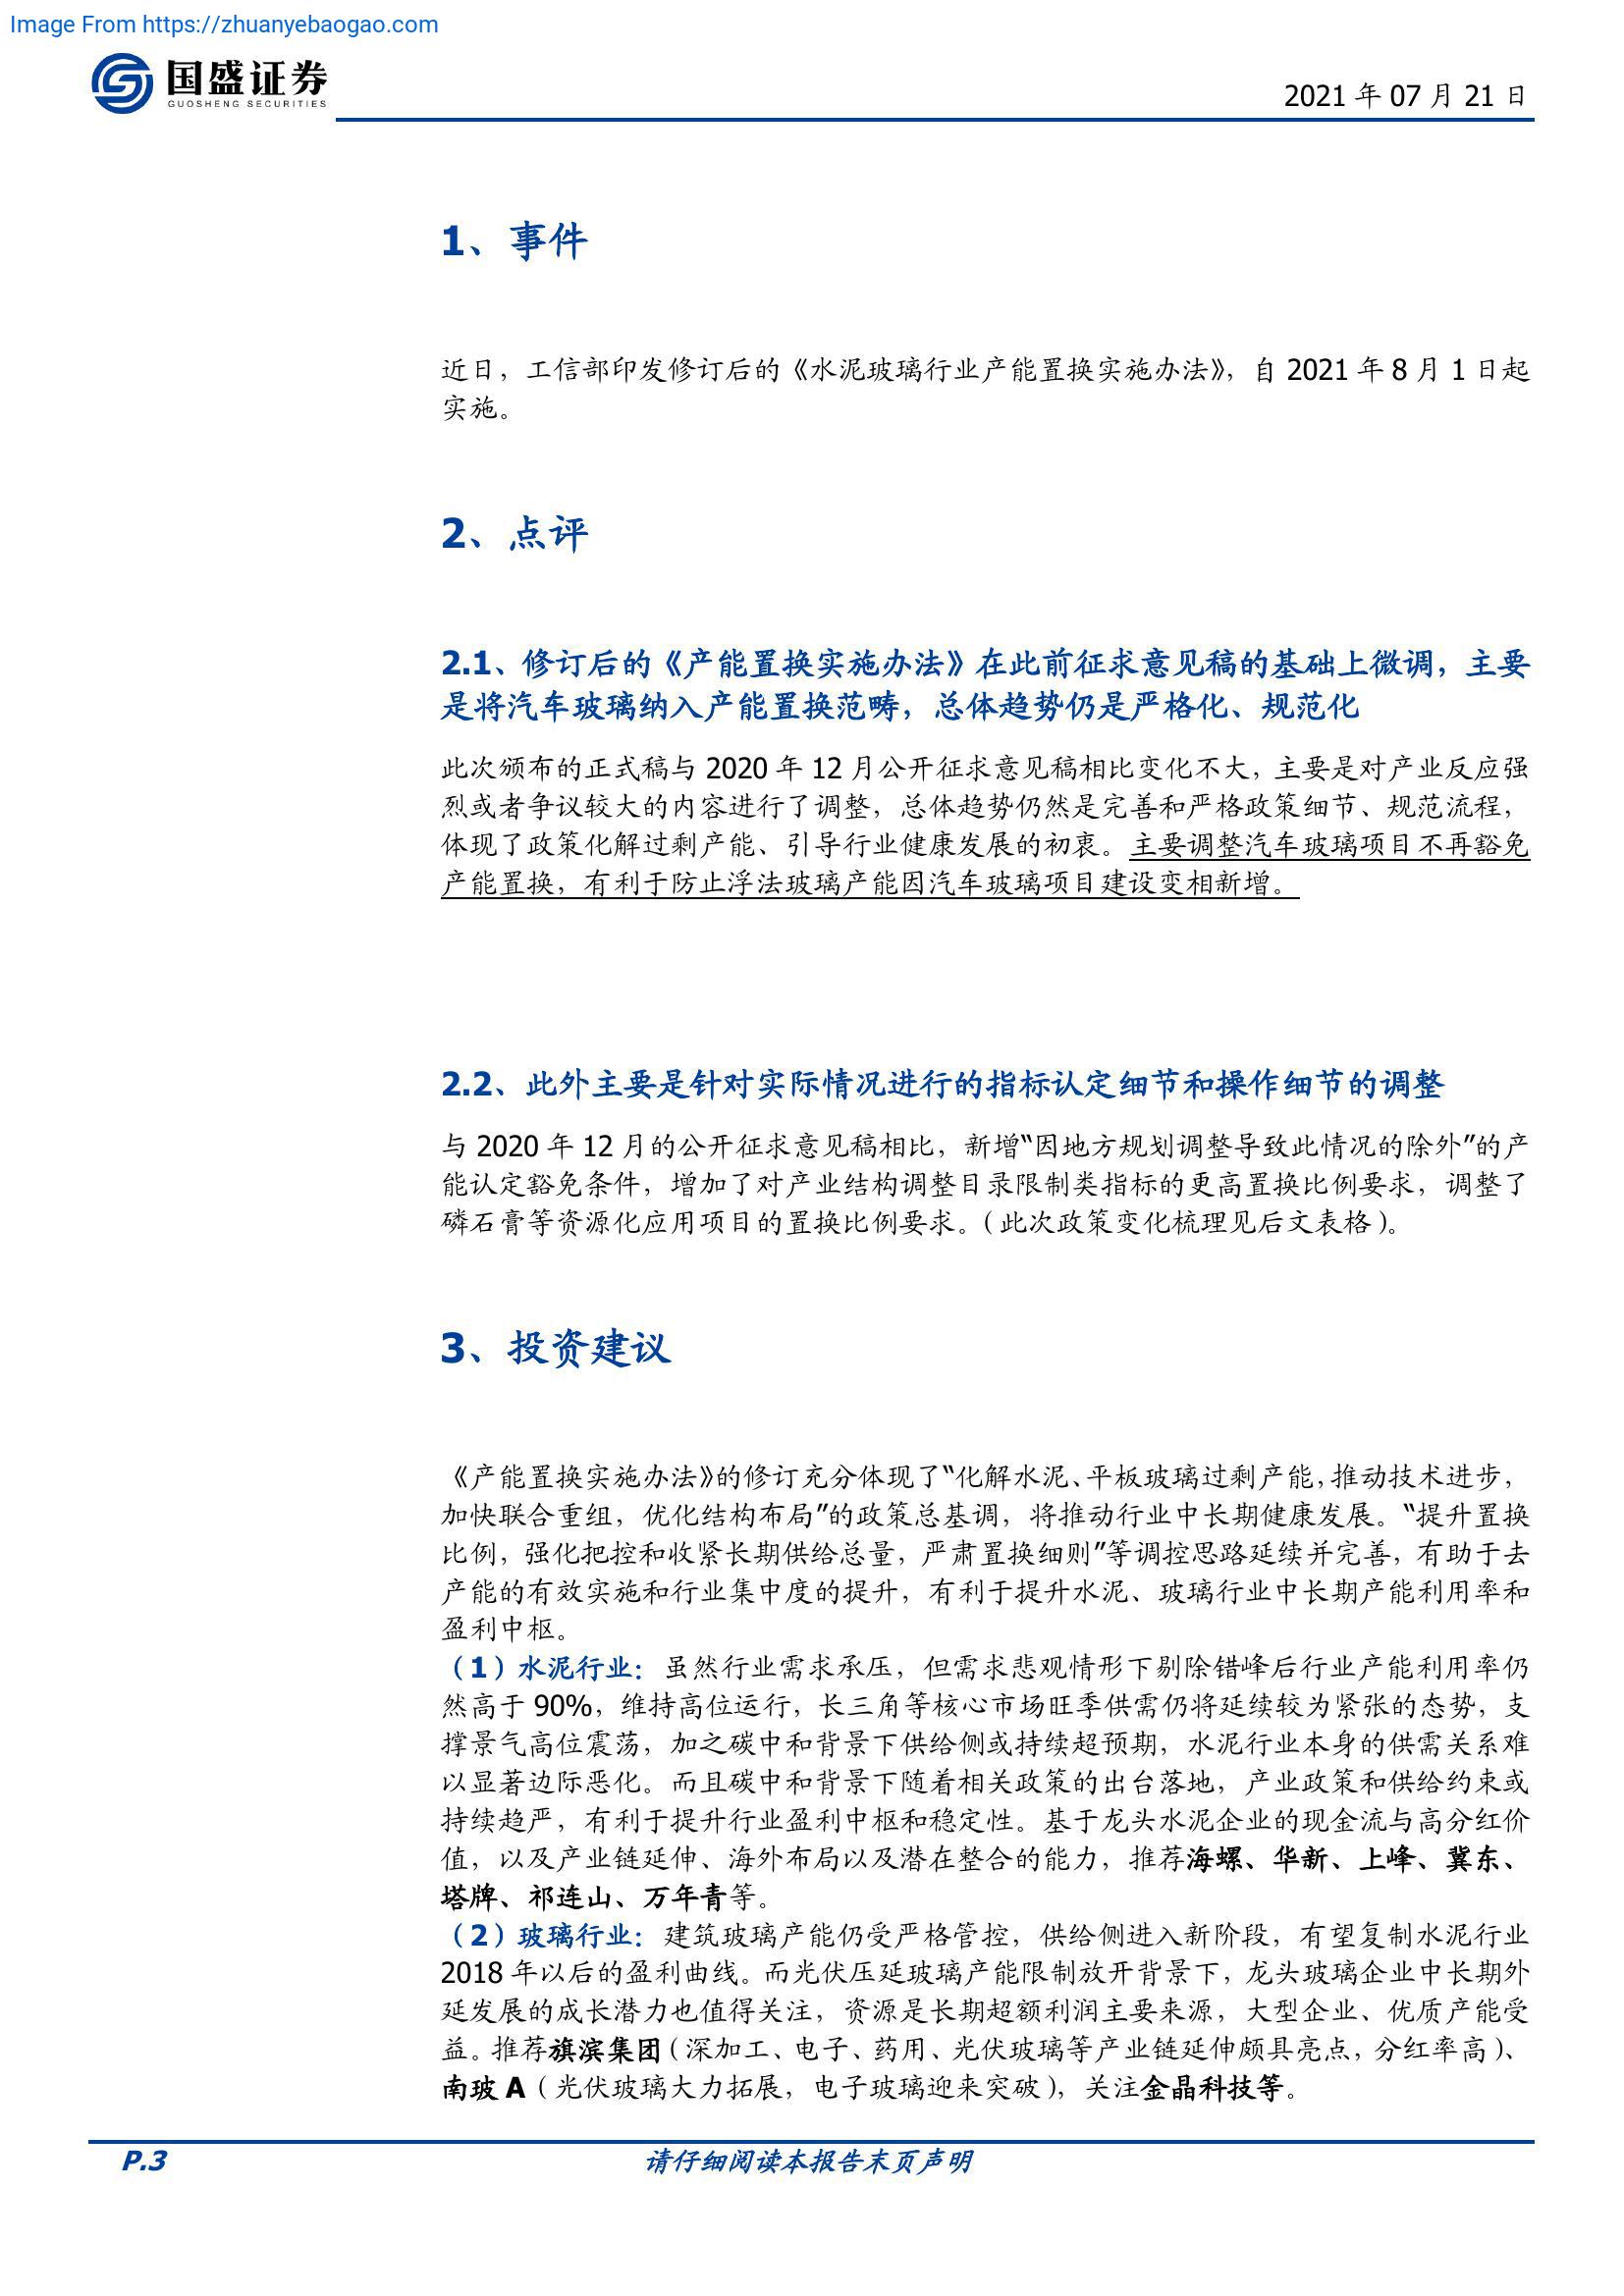 Image From https://zhuanyebaogao.com
国盛证券
GUOSHENG SECURITIES
2021 年 07 月 21 日
1、事件
近日，工信部印发修订后的《水泥玻璃行业产能置换实施办法》，自 2021 年 8 月 1 日起
实施。
2、点评
2.1、修订后的《产能置换实施办法》在此前征求意见稿的基础上微调，主要
是将汽车玻璃纳入产能置换范畴，总体趋势仍是严格化、规范化
此次颁布的正式稿与 2020 年 12 月公开征求意见稿相比变化不大，主要是对产业反应强
烈或者争议较大的内容进行了调整，总体趋势仍然是完善和严格政策细节、规范流程，
体现了政策化解过剩产能、引导行业健康发展的初衷。主要调整汽车玻璃项目不再豁免
产能置换，有利于防止浮法玻璃产能因汽车玻璃项目建设变相新增。
2.2、此外主要是针对实际情况进行的指标认定细节和操作细节的调整
与 2020 年 12 月的公开征求意见稿相比，新增“因地方规划调整导致此情况的除外”的产
能认定豁免条件，增加了对产业结构调整目录限制类指标的更高置换比例要求，调整了
磷石膏等资源化应用项目的置换比例要求。（此次政策变化梳理见后文表格）。
3、投资建议
《产能置换实施办法》的修订充分体现了“化解水泥、平板玻璃过剩产能，推动技术进步，
加快联合重组，优化结构布局”的政策总基调，将推动行业中长期健康发展。“提升置换
比例，强化把控和收紧长期供给总量，严肃置换细则”等调控思路延续并完善，有助于去
产能的有效实施和行业集中度的提升，有利于提升水泥、玻璃行业中长期产能利用率和
盈利中枢。
（1）水泥行业：虽然行业需求承压，但需求悲观情形下剔除错峰后行业产能利用率仍
然高于 90%，维持高位运行，长三角等核心市场旺季供需仍将延续较为紧张的态势，支
撑景气高位震荡，加之碳中和背景下供给侧或持续超预期，水泥行业本身的供需关系难
以显著边际恶化。而且碳中和背景下随着相关政策的出台落地，产业政策和供给约束或
持续趋严，有利于提升行业盈利中枢和稳定性。基于龙头水泥企业的现金流与高分红价
值，以及产业链延伸、海外布局以及潜在整合的能力，推荐海螺、华新、上峰、冀东、
塔牌、祁连山、万年青等。
（2）玻璃行业：建筑玻璃产能仍受严格管控，供给侧进入新阶段，有望复制水泥行业
2018 年以后的盈利曲线。而光伏压延玻璃产能限制放开背景下，龙头玻璃企业中长期外
延发展的成长潜力也值得关注，资源是长期超额利润主要来源，大型企业、优质产能受
益。推荐旗滨集团（深加工、电子、药用、光伏玻璃等产业链延伸颇具亮点，分红率高）、
南玻 A（光伏玻璃大力拓展，电子玻璃迎来突破），关注金晶科技等。
P.3
请仔细阅读本报告末页声明